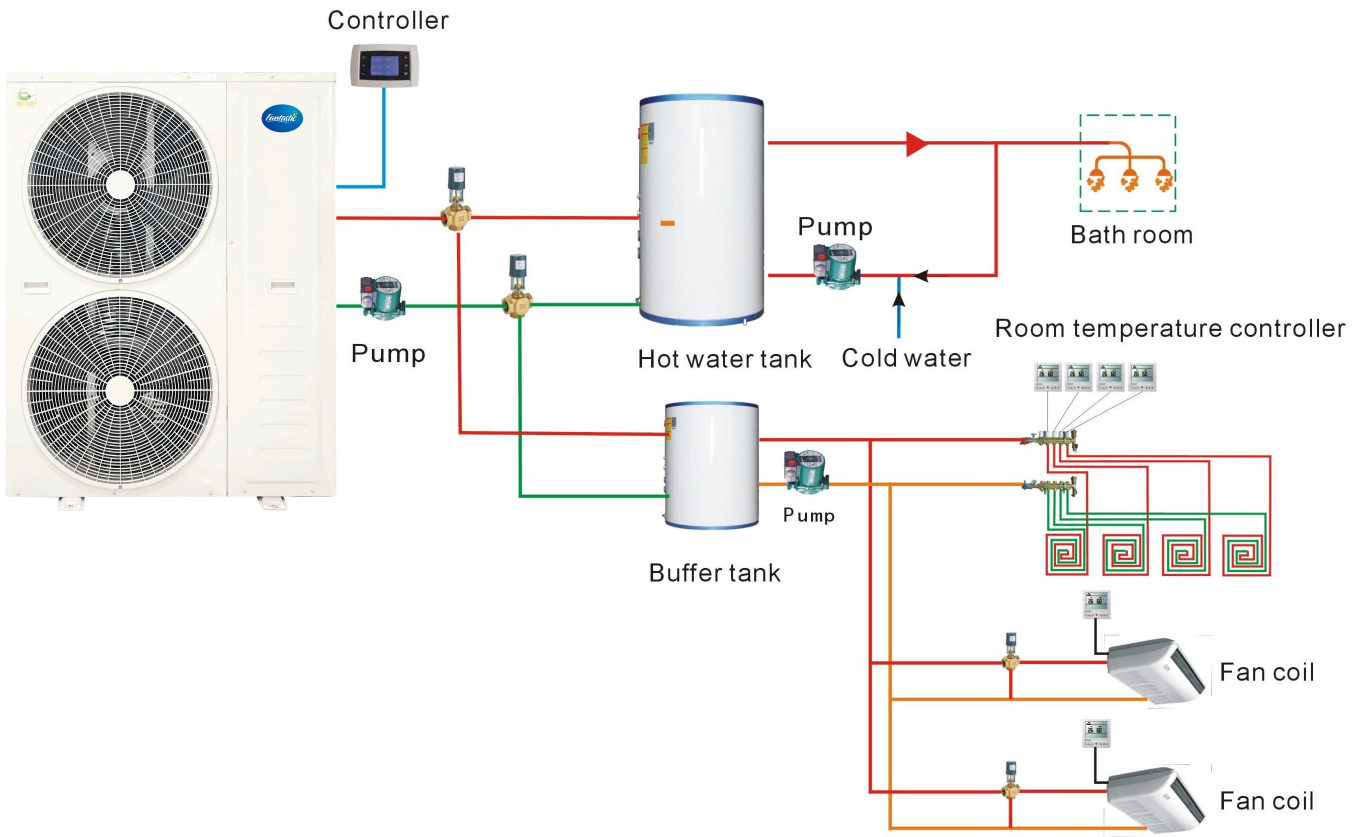 Controller
Fantastic
Pump
Bath room
Pump
Hot water tank
Cold water
Room temperature controller
Pump
Buffer tank
Fan coil
Fan coil